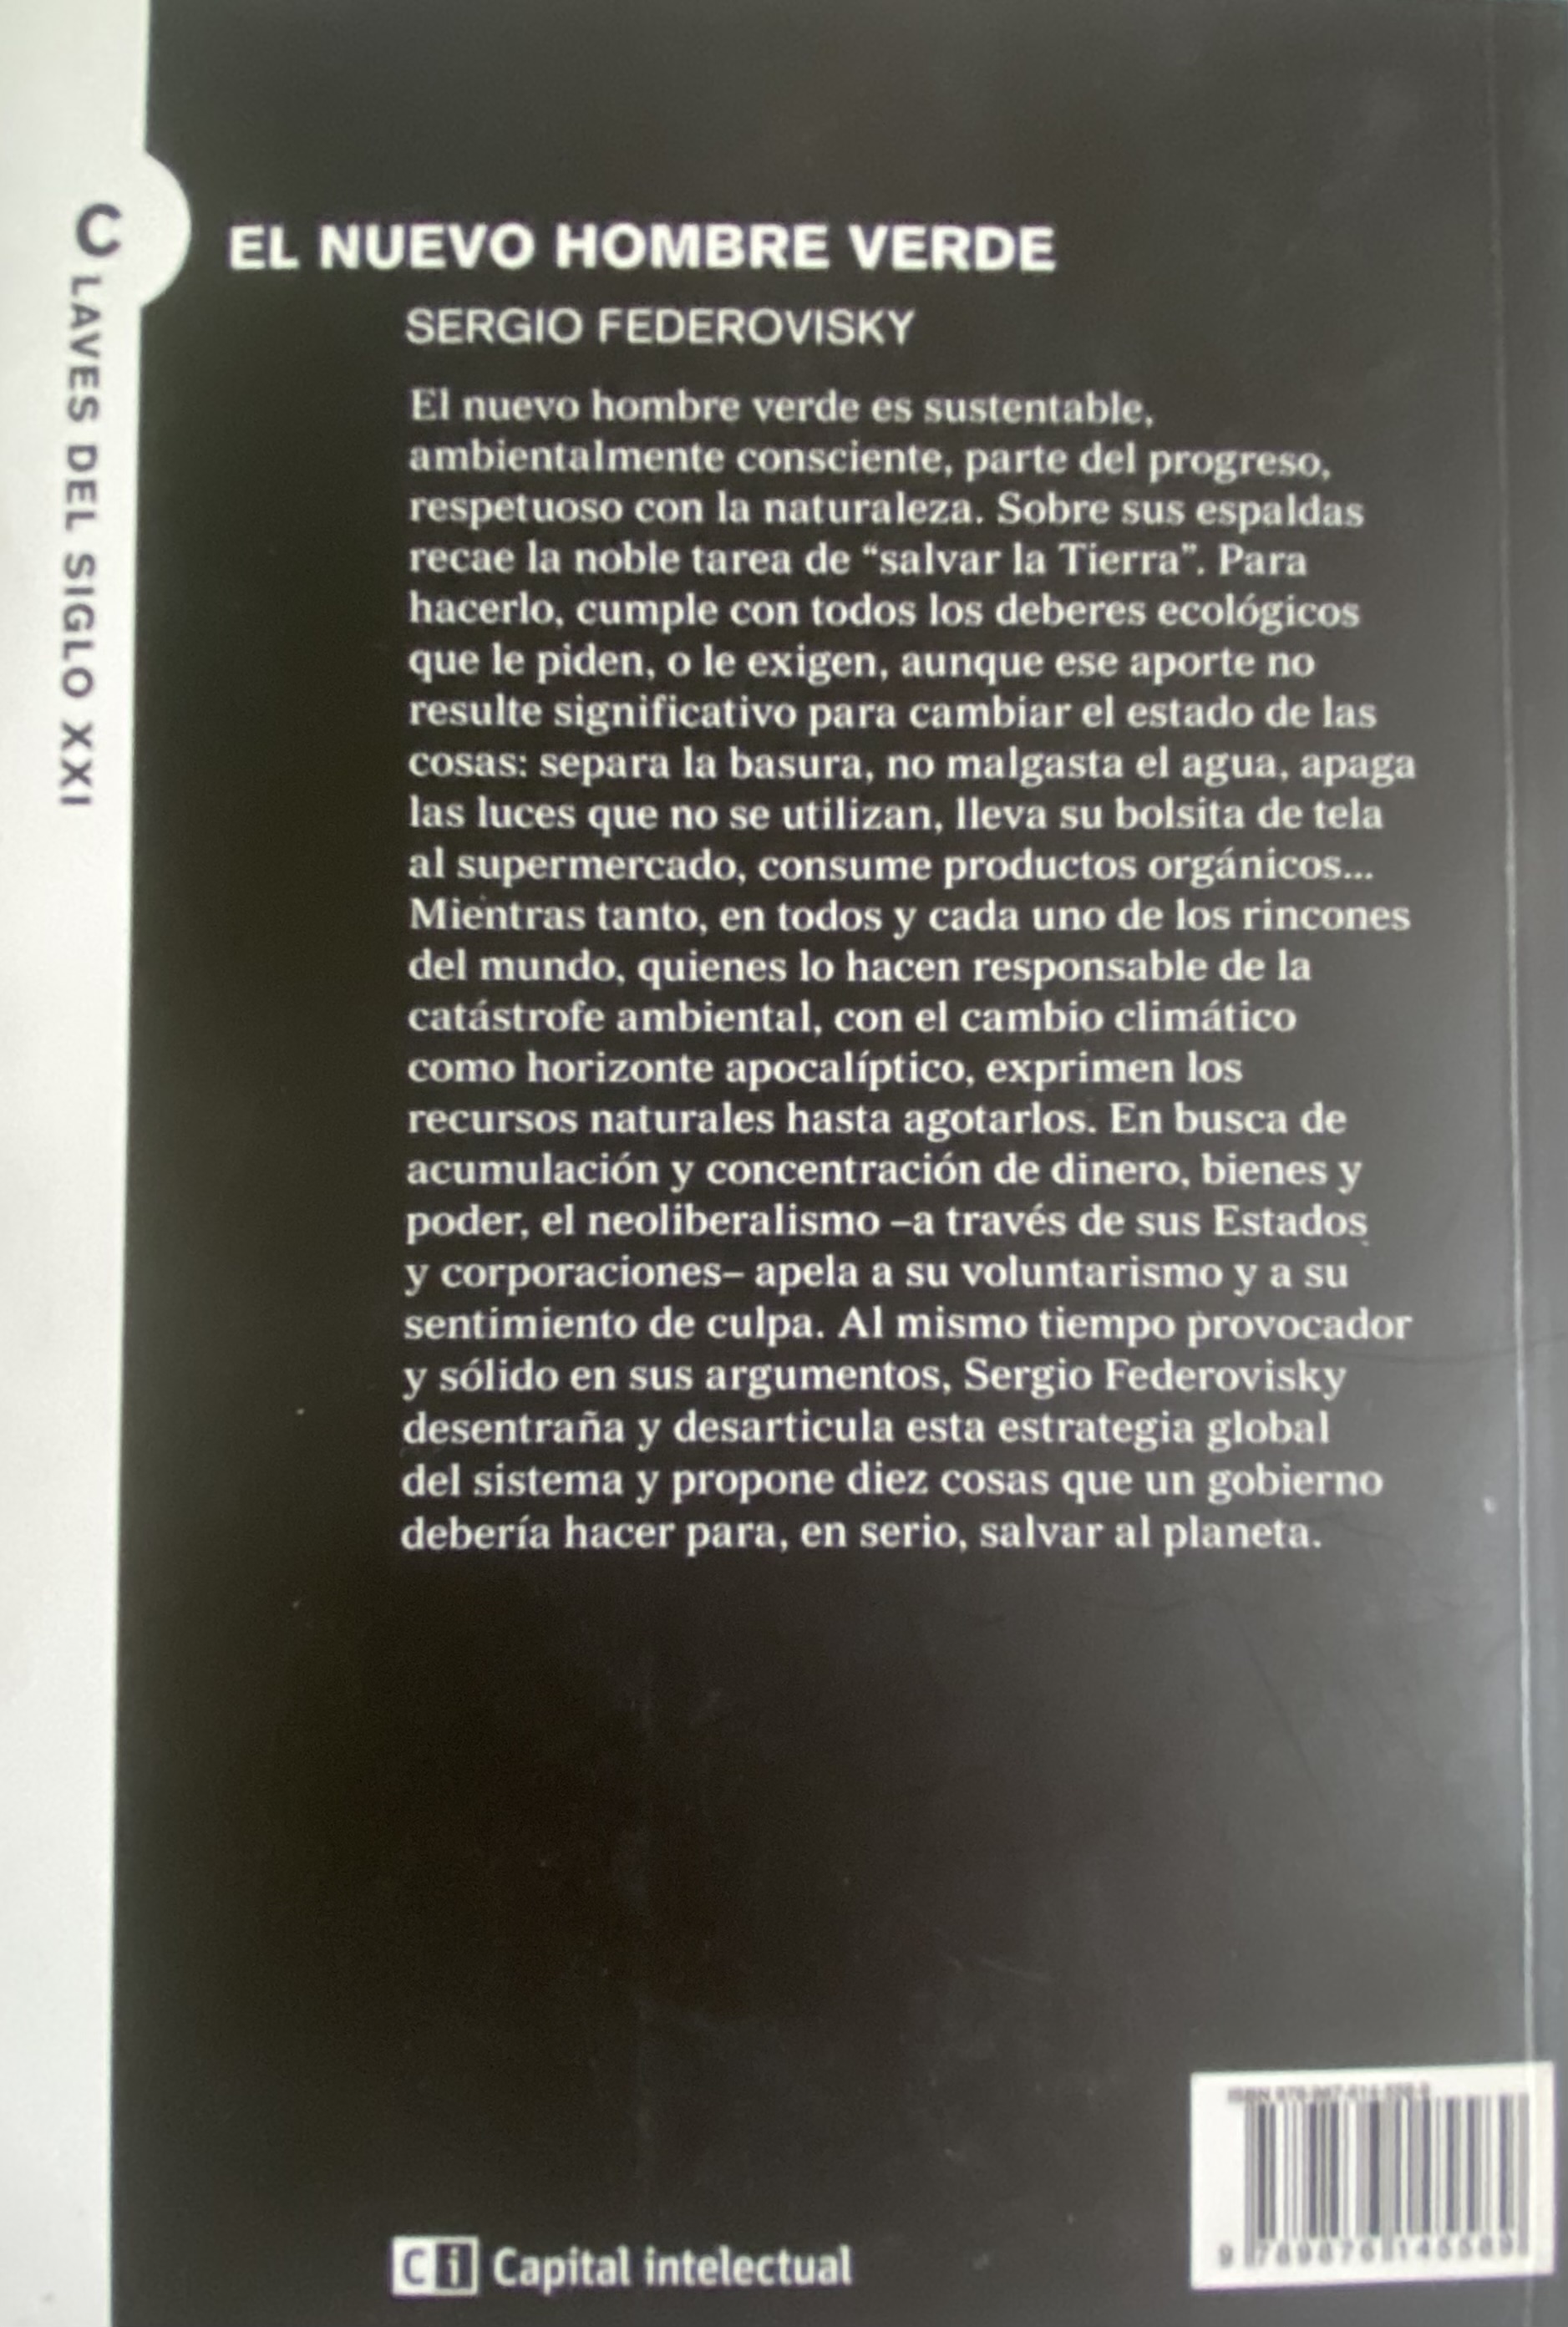 CLAVES DEL SIGLO XXI
EL NUEVO HOMBRE VERDE
SERGIO FEDEROVISKY
El nuevo hombre verde es sustentable,
ambientalmente consciente, parte del progreso,
respetuoso con la naturaleza. Sobre sus espaldas
recae la noble tarea de “salvar la Tierra”. Para
hacerlo, cumple con todos los deberes ecológicos
que le piden, o le exigen, aunque ese aporte no
resulte significativo para cambiar el estado de las
cosas: separa la basura, no malgasta el agua, apaga
las luces que no se utilizan, lleva su bolsita de tela
al supermercado, consume productos orgánicos...
Mientras tanto, en todos y cada uno de los rincones
del mundo, quienes lo hacen responsable de la
catástrofe ambiental, con el cambio climático
como horizonte apocalíptico, exprimen los
recursos naturales hasta agotarlos. En busca de
acumulación y concentración de dinero, bienes y
poder, el neoliberalismo –a través de sus Estados
y corporaciones– apela a su voluntarismo y a su
sentimiento de culpa. Al mismo tiempo provocador
y sólido en sus argumentos, Sergio Federovisky
desentraña y desarticula esta estrategia global
del sistema y propone diez cosas que un gobierno
debería hacer para, en serio, salvar al planeta.
ISBN
9 789876 145589
Ci Capital intelectual